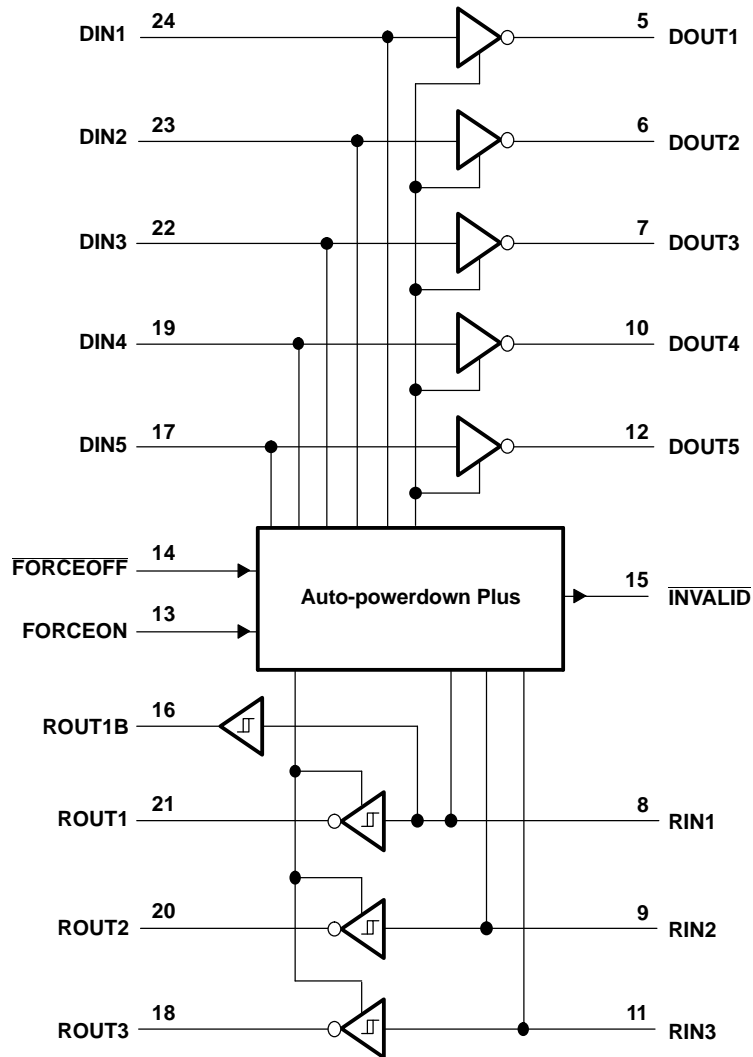 DIN1 24 5 DOUT1
DIN2 23 6 DOUT2
DIN3 22 7 DOUT3
DIN4 19 10 DOUT4
DIN5 17 12 DOUT5
FORCEOFF 14
Auto-powerdown Plus
15 INVALID
FORCEON 13
ROUT1B 16
ROUT1 21 8 RIN1
ROUT2 20 9 RIN2
ROUT3 18 11 RIN3